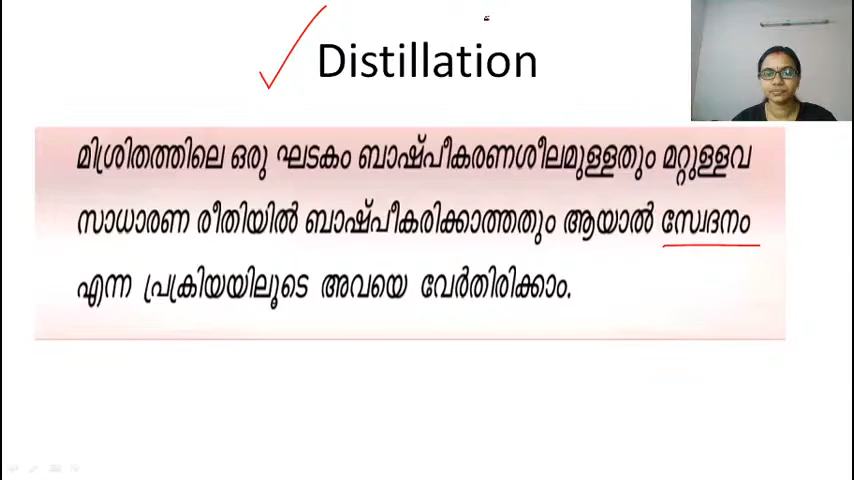 Distillation
മിശ്രിതത്തിലെ ഒരു ഘടകം ബാഷ്പീകരണശീലമുള്ളതും മറ്റുള്ളവ
സാധാരണ രീതിയിൽ ബാഷ്പീകരിക്കാത്തതും ആയാൽ സ്വേദനം
എന്ന പ്രക്രിയയിലൂടെ അവയെ വേർതിരിക്കാം.